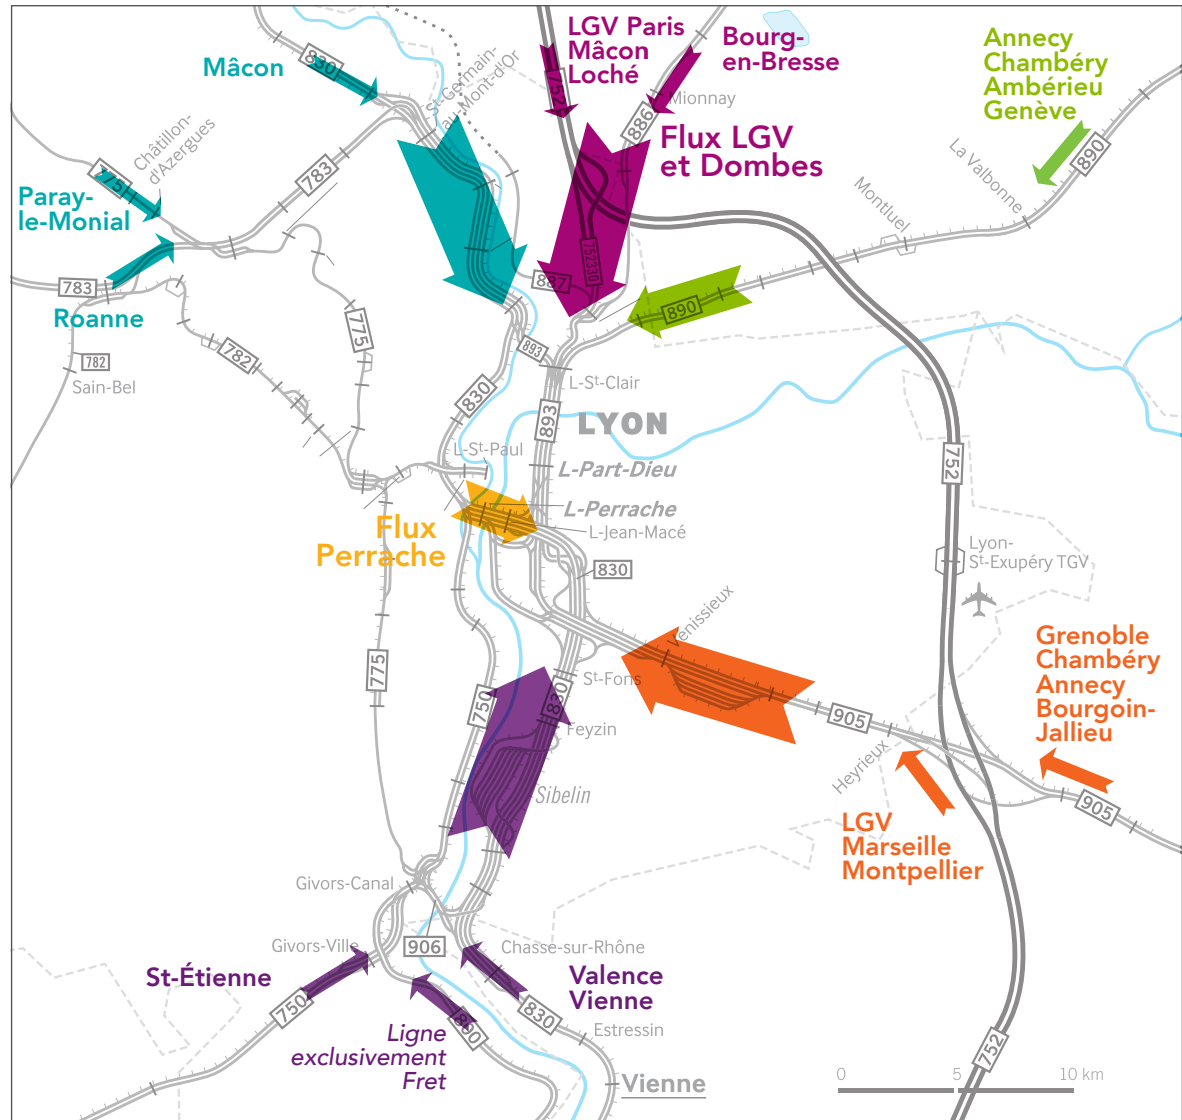 LGV Paris
Mâcon
Loché
Bourg-
en-Bresse
Annecy
Chambéry
Ambérieu
Genève
Mâcon
830
St-Germain-
au-Mont-d'Or
752
Mionnay
886
Flux LGV
et Dombes
890
La Valbonne
Montluel
Châtillon-
d'Azergues
775
783
Paray-
le-Monial
783
Roanne
887
752330
890
775
782
782
Sain-Bel
893
830
L-St-Clair
893
LYON
L-St-Paul
L-Part-Dieu
752
L-Perrache
L-Jean-Macé
Flux
Perrache
830
Lyon-
St-Exupéry TGV
Vénissieux
Grenoble
Chambéry
Annecy
Bourgoin-
Jallieu
775
St-Fons
830
750
Feyzin
905
Heyrieux
Sibelin
905
LGV
Marseille
Montpellier
Givors-Canal
Givors-Ville
906
Chasse-sur-Rhône
St-Étienne
Valence
Vienne
750
830
800
Estressin
Ligne
exclusivement
Fret
752
Vienne
0 5 10 km